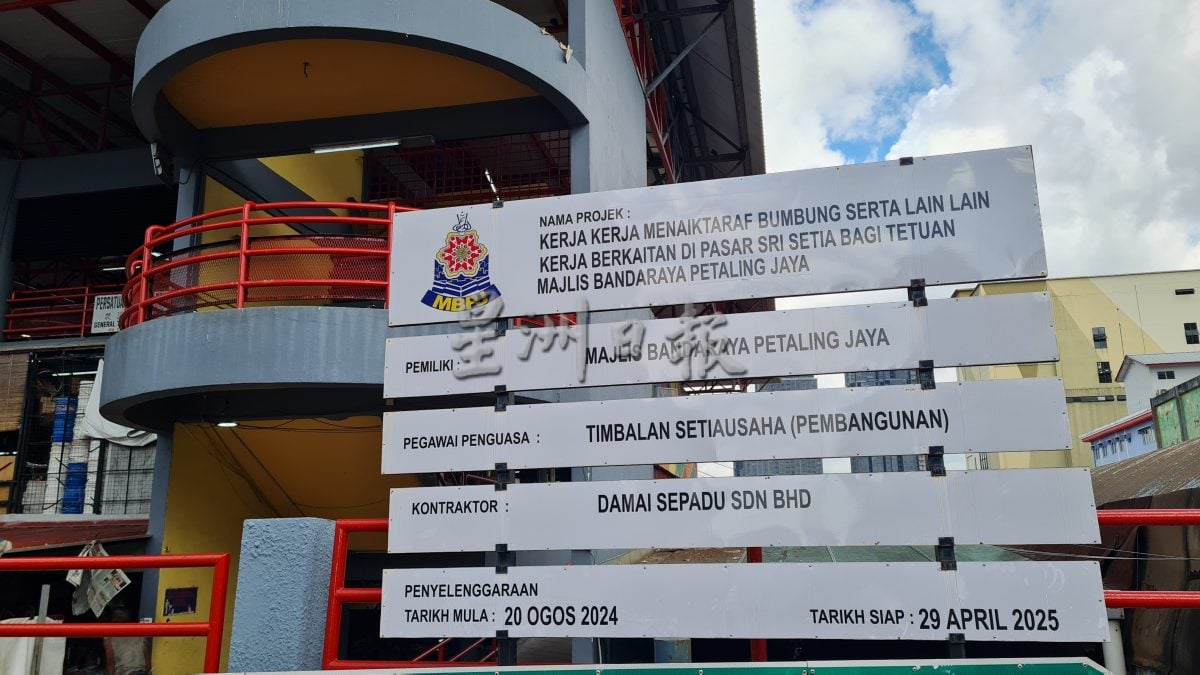 NAMA PROJEK :
KERJA KERJA MENAIKTARAF BUMBUNG SERTA LAIN LAIN
KERJA BERKAITAN DI PASAR SRI SETIA BAGI TETUAN
MAJLIS BANDARAYA PETALING JAYA
MBPJ
PERSATUA
GENERAL
星洲日報
PEMILIK : MAJLIS BANDARAYA PETALING JAYA
PEGAWAI PENGUASA : TIMBALAN SETIAUSAHA (PEMBANGUNAN)
KONTRAKTOR : DAMAI SEPADU SDN BHD
PENYELENGGARAAN
TARIKH MULA : 20 OGOS 2024 TARIKH SIAP : 29 APRIL 2025